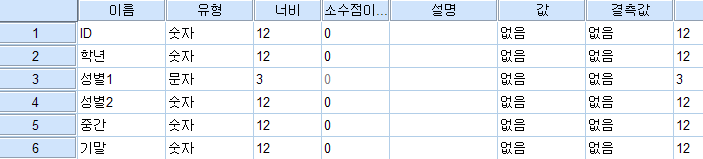 이름 유형 너비 소수점이... 설명 값 결측값
1 ID 숫자 12 0 없음 없음 12
2 학년 숫자 12 0 없음 없음 12
3 성별1 문자 3 0 없음 없음 3
4 성별2 숫자 12 0 없음 없음 12
5 중간 숫자 12 0 없음 없음 12
6 기말 숫자 12 0 없음 없음 12